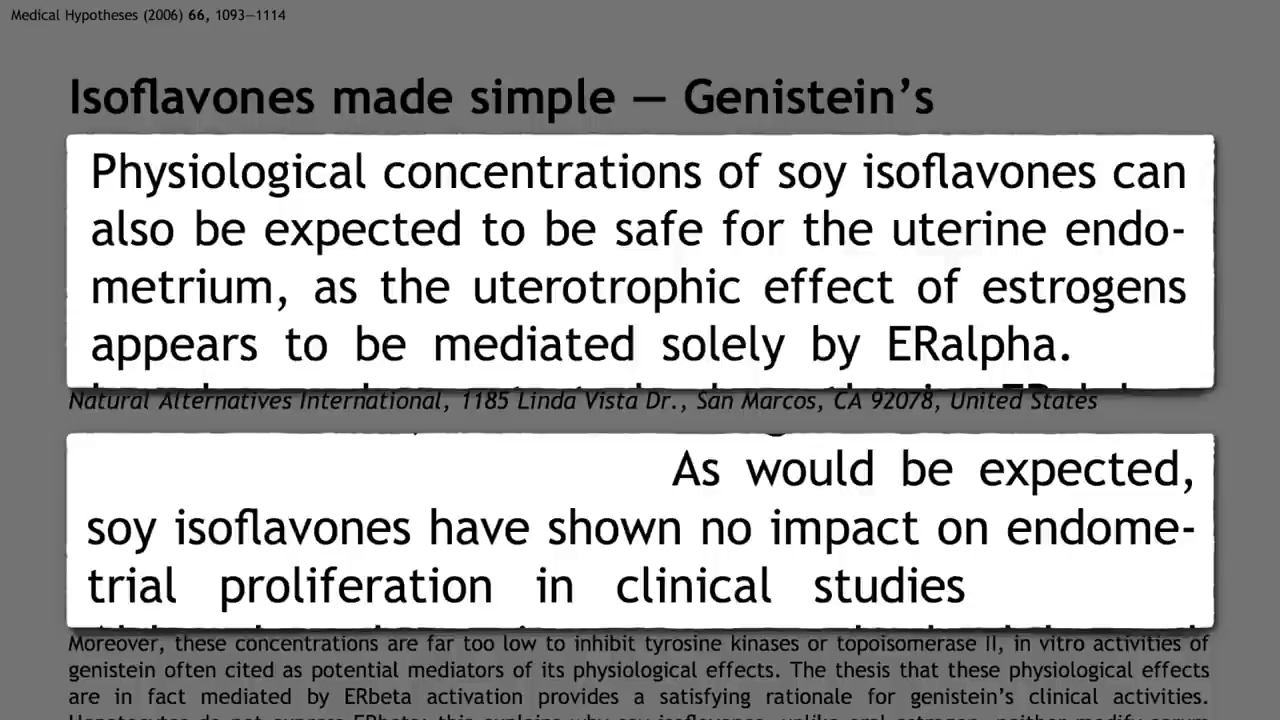 Medical Hypotheses (2006) 66, 1093–1114
Isoflavones made simple – Genistein's
Physiological concentrations of soy isoflavones can
also be expected to be safe for the uterine endo-
metrium, as the uterotrophic effect of estrogens
appears to be mediated solely by ERalpha.
Natural Alternatives International, 1185 Linda Vista Dr., San Marcos, CA 92078, United States
As would be expected,
soy isoflavones have shown no impact on endome-
trial proliferation in clinical studies
Moreover, these concentrations are far too low to inhibit tyrosine kinases or topoisomerase II, in vitro activities of
genistein often cited as potential mediators of its physiological effects. The thesis that these physiological effects
are in fact mediated by ERbeta activation provides a satisfying rationale for genistein's clinical activities.